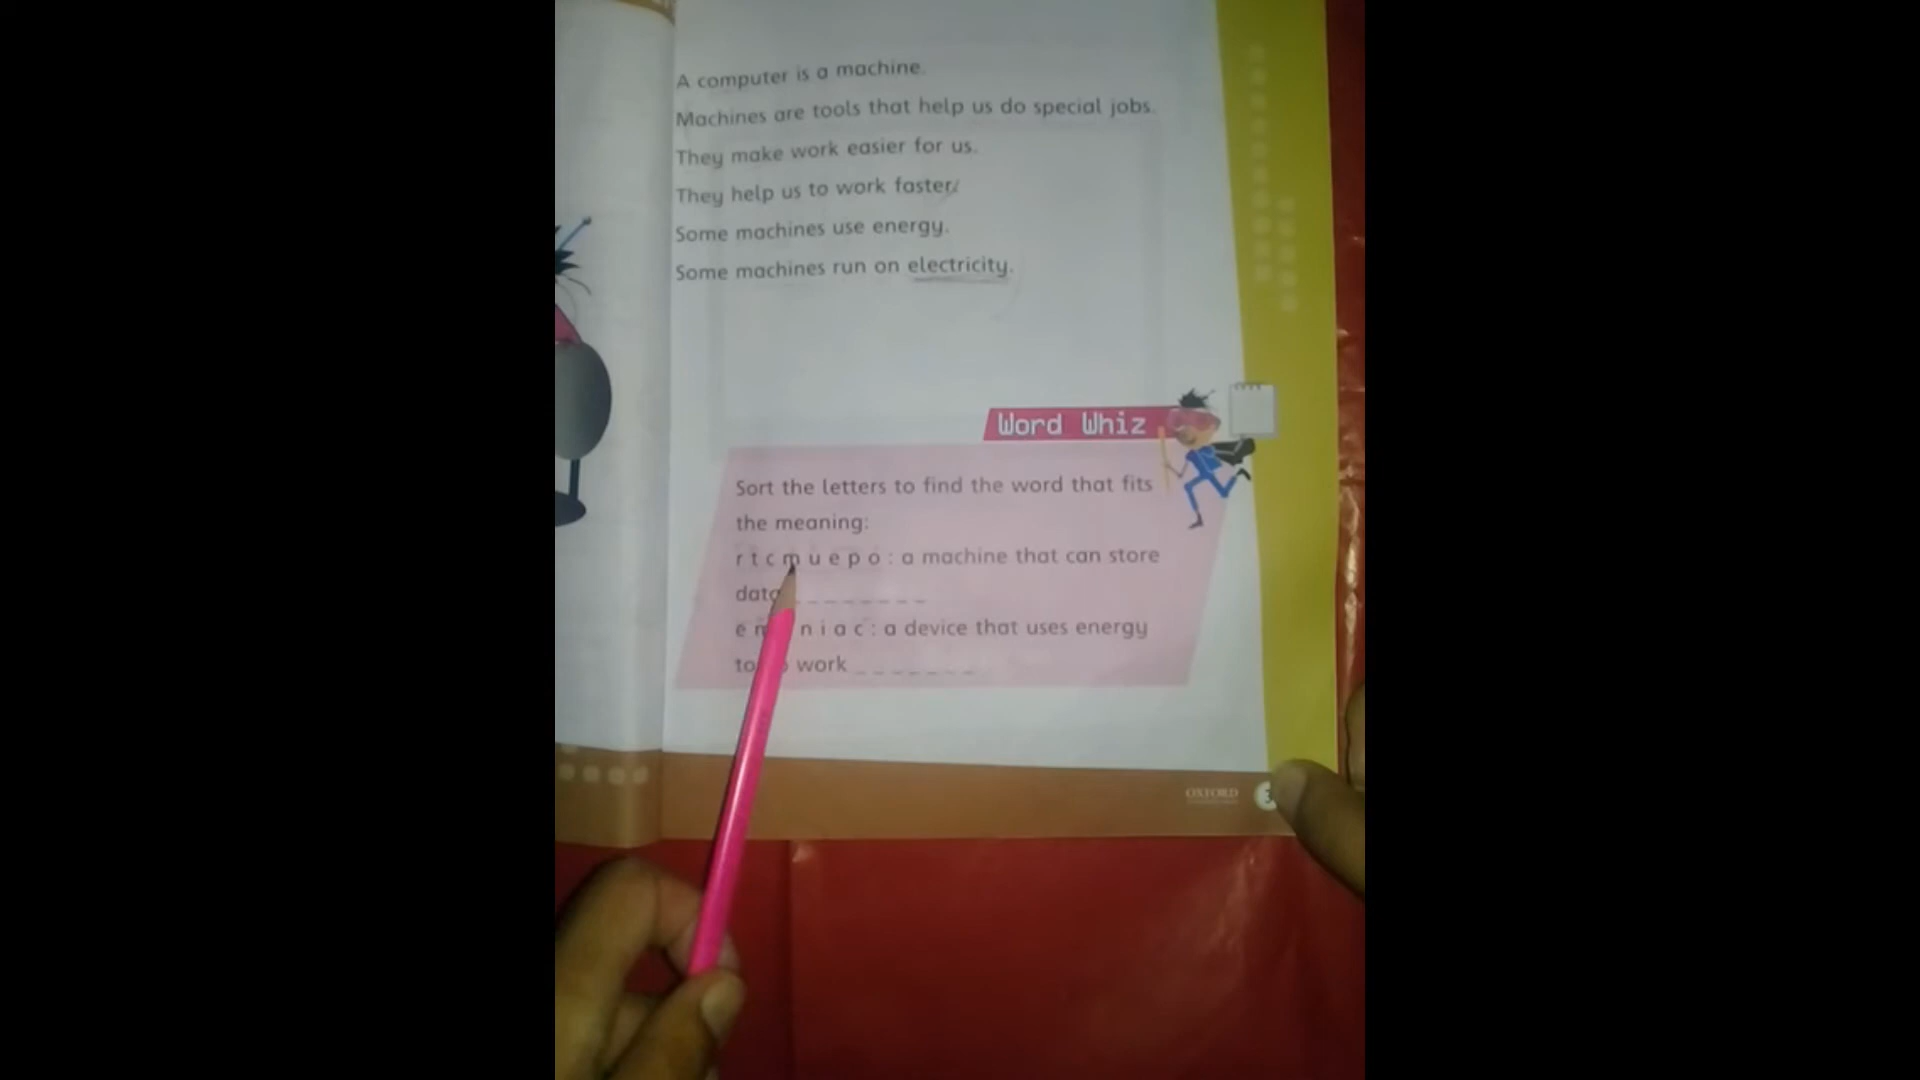 A computer is a machine.
Machines are tools that help us do special jobs.
They make work easier for us.
They help us to work faster.
Some machines use energy.
Some machines run on electricity.
Word Whiz
Sort the letters to find the word that fits
the meaning:
r t c m u e p o : a machine that can store
data _ _ _ _ _ _ _ _
e n i a c : a device that uses energy
to work _ _ _ _ _ _ _
OXFORD
3